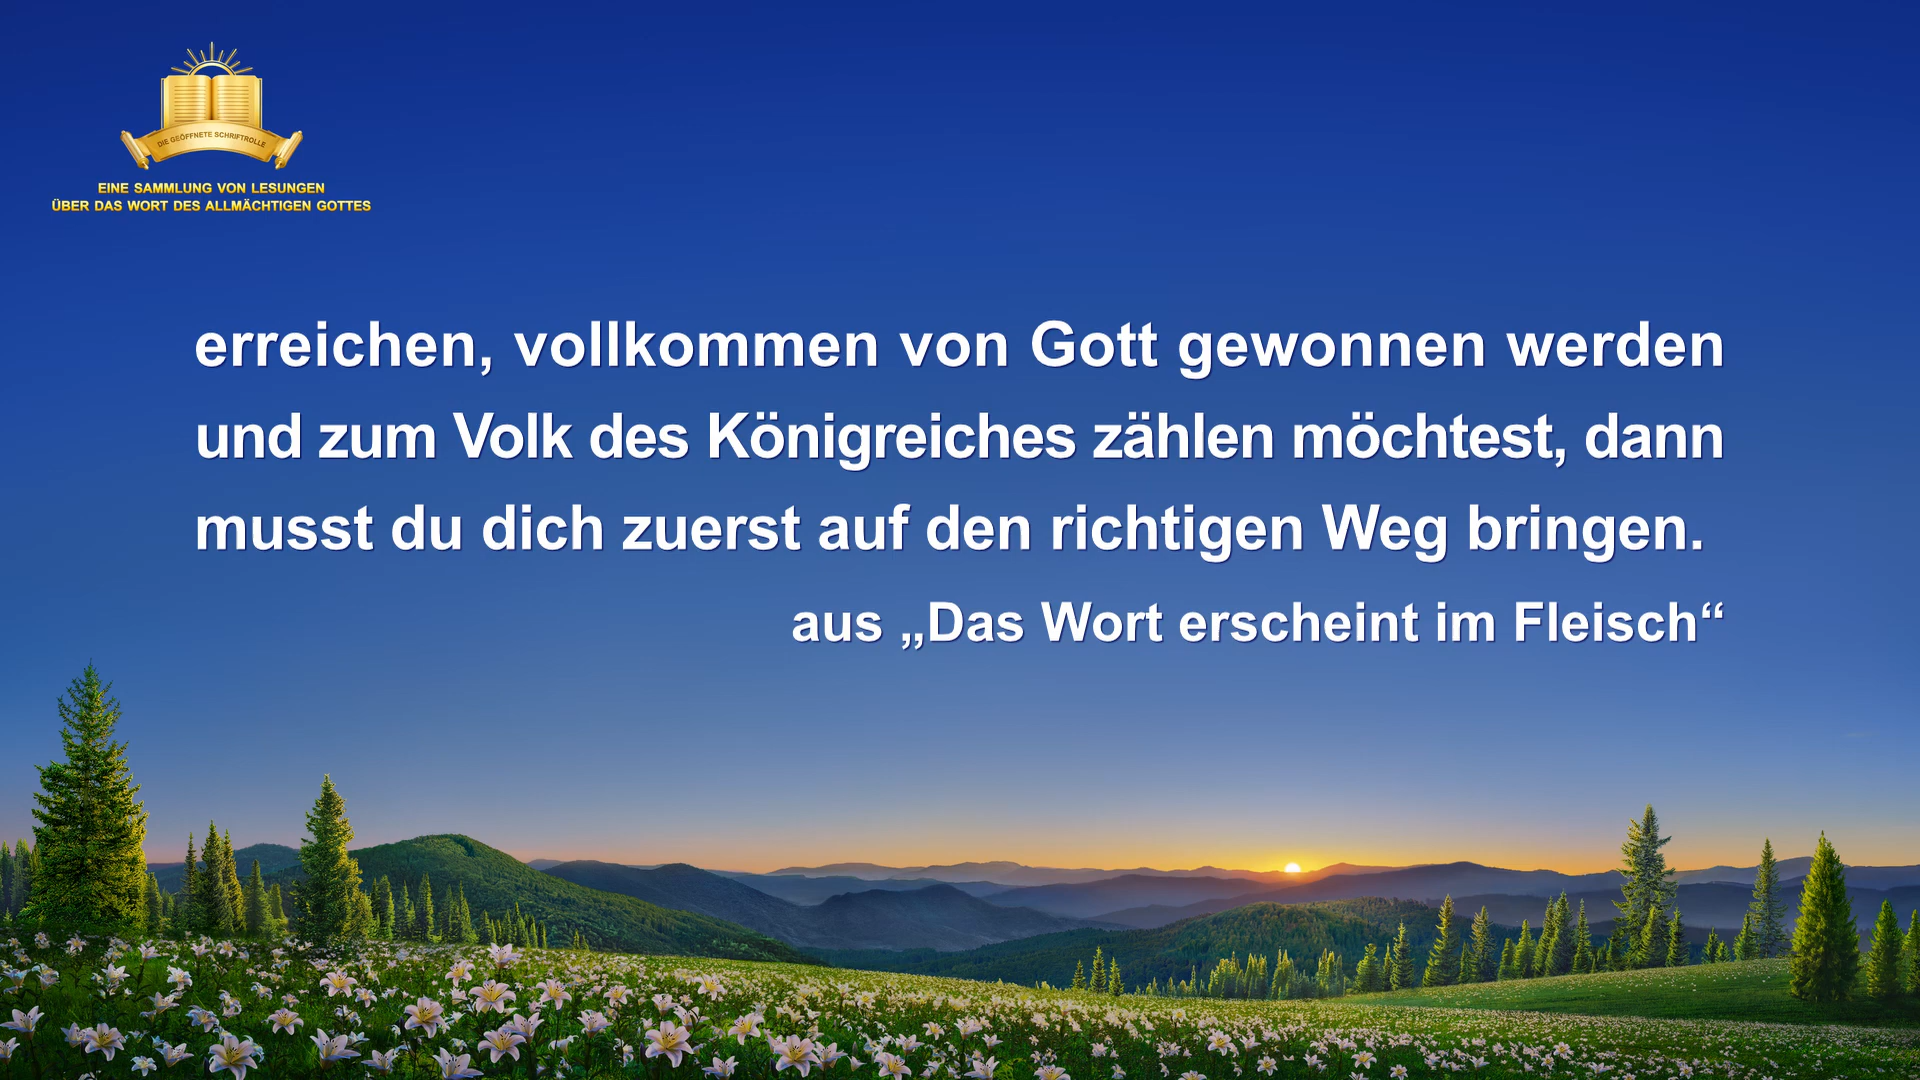 DIE GEÖFFNETE SCHRIFTROLLE
EINE SAMMLUNG VON LESUNGEN
ÜBER DAS WORT DES ALLMÄCHTIGEN GOTTES
erreichen, vollkommen von Gott gewonnen werden
und zum Volk des Königreiches zählen möchtest, dann
musst du dich zuerst auf den richtigen Weg bringen.
aus „Das Wort erscheint im Fleisch“